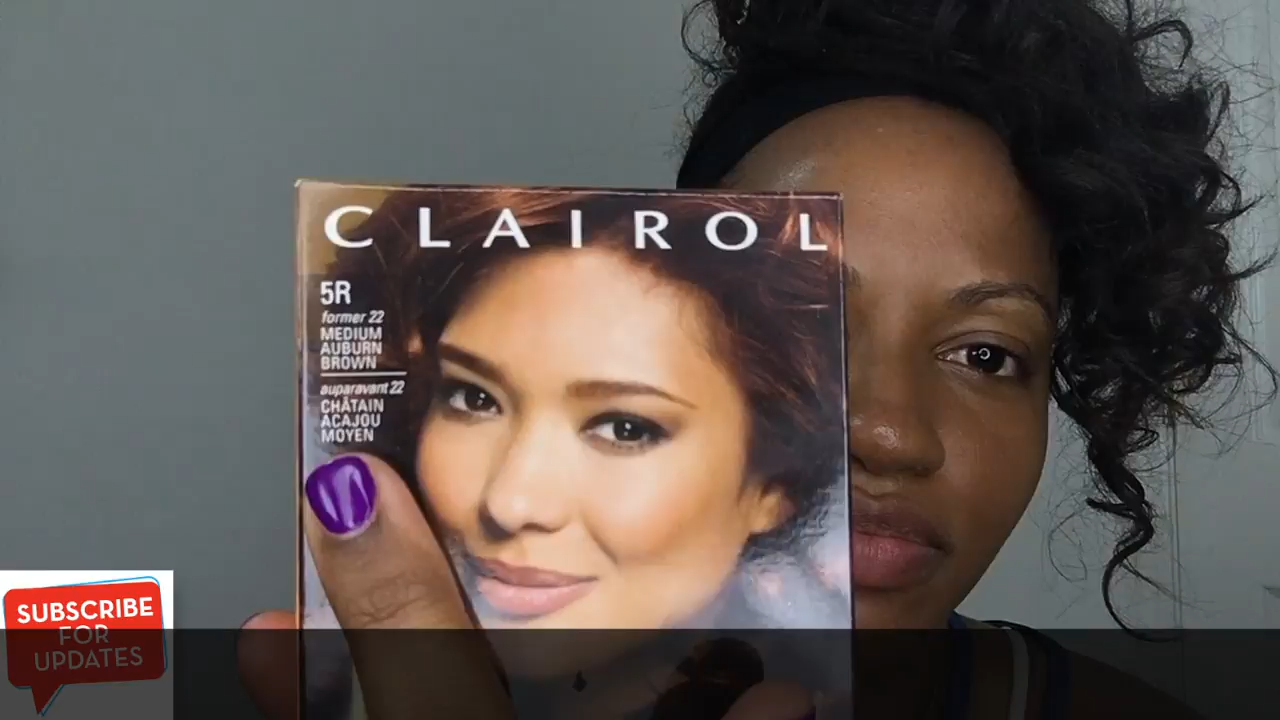 CLAIROL
5R
former 22
MEDIUM
AUBURN
BROWN
auparavant 22
CHÂTAIN
ACAJOU
MOYEN
SUBSCRIBE
FOR
UPDATES